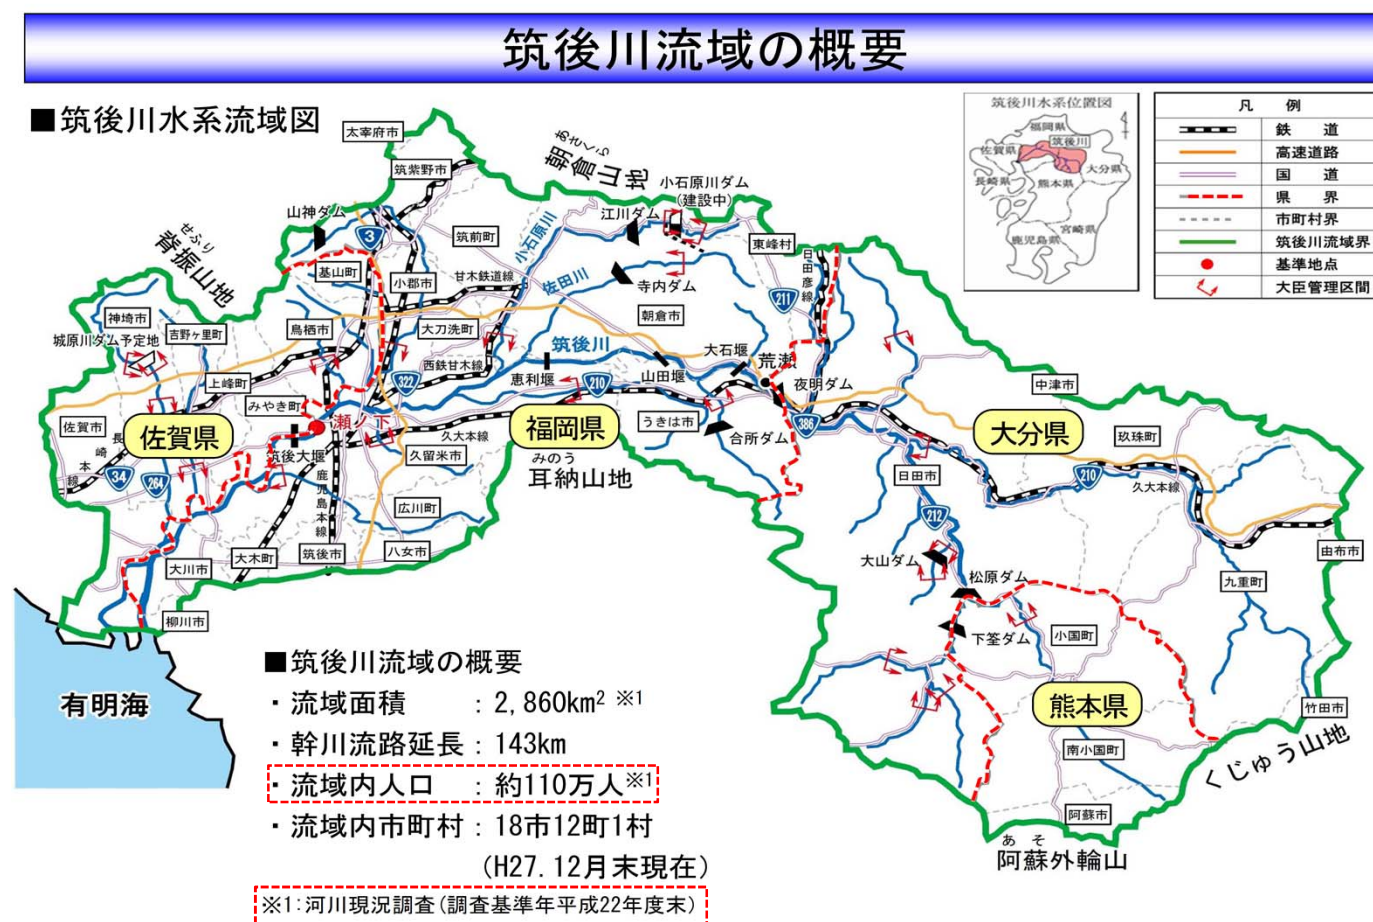 筑後川流域の概要
■筑後川水系流域図
筑後川水系位置図
福岡県
筑後川
佐賀県
大分県
長崎県
熊本県
宮崎県
鹿児島県
凡 例
鉄 道
高速道路
国 道
県 界
市町村界
筑後川流域界
基準地点
大臣管理区間
太宰府市
筑紫野市
あさくら
朝倉山地
小石原川ダム
(建設中)
山神ダム
江川ダム
せふり
脊振山地
3
筑前町
小石原川
東峰村
基山町
小郡市
甘木鉄道線
佐田川
寺内ダム
日田彦山線
211
神埼市
吉野ヶ里町
城原川ダム予定地
鳥栖市
大刀洗町
朝倉市
筑後川
大石堰
荒瀬
西鉄甘木線
恵利堰
山田堰
上峰町
322
210
夜明ダム
中津市
みやき町
佐賀市
佐賀県
瀬ノ下
福岡県
うきは市
386
大分県
玖珠町
合所ダム
長崎本線
筑後大堰
久大本線
久留米市
みのう
耳納山地
34
264
鹿児島本線
日田市
210
久大本線
広川町
212
大川市
大木町
筑後市
八女市
大山ダム
松原ダム
由布市
九重町
柳川市
下筌ダム
小国町
有明海
熊本県
竹田市
南小国町
くじゅう山地
阿蘇市
あそ
阿蘇外輪山
■筑後川流域の概要
・流域面積 : 2,860km² ※1
・幹川流路延長 : 143km
・流域内人口 : 約110万人※1
・流域内市町村 : 18市12町1村
(H27.12月末現在)
※1:河川現況調査(調査基準年平成22年度末)